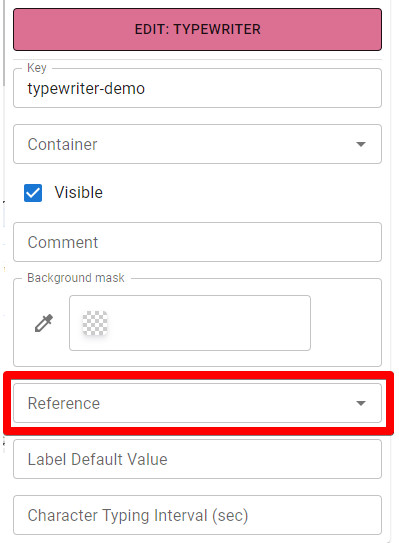 EDIT: TYPEWRITER
Key
typewriter-demo
Container
Visible
Comment
Background mask
Reference
Label Default Value
Character Typing Interval (sec)